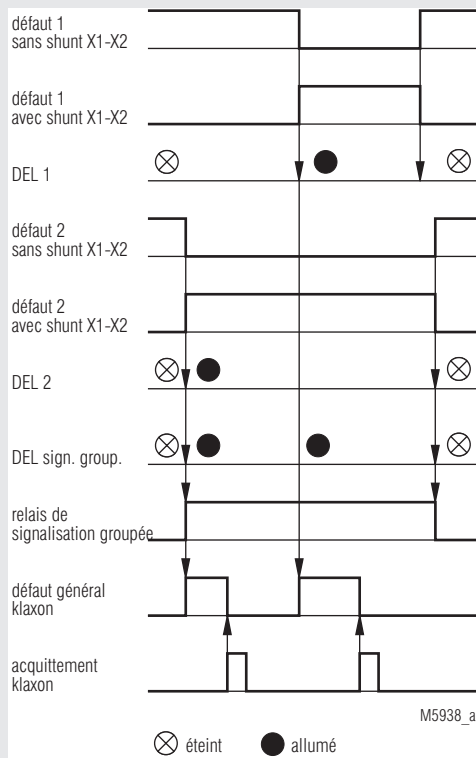 défaut 1
sans shunt X1-X2
défaut 1
avec shunt X1-X2
DEL 1
défaut 2
sans shunt X1-X2
défaut 2
avec shunt X1-X2
DEL 2
DEL sign. group.
relais de
signalisation groupée
défaut général
klaxon
acquittement
klaxon
M5938_a
éteint
allumé